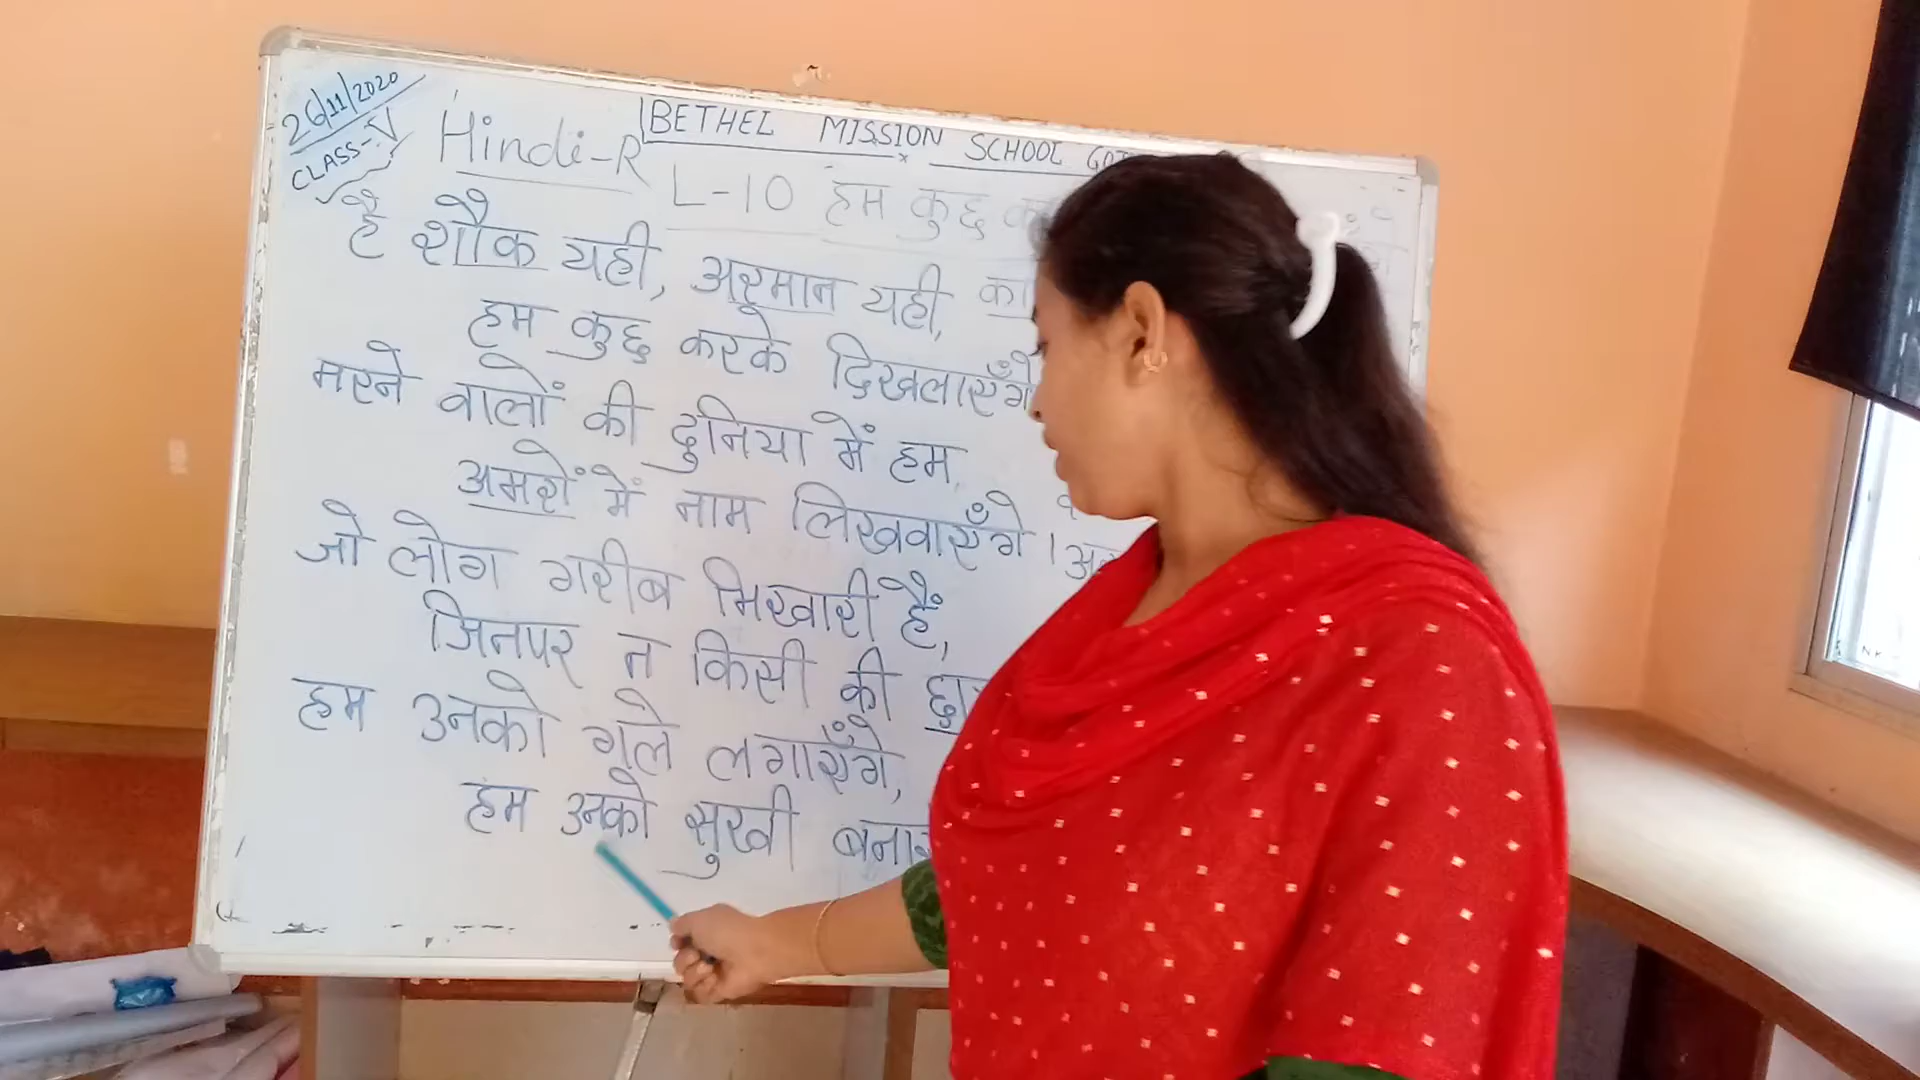 26/11/2020
CLASS-V
Hindi-R
BETHEL MISSION SCHOOL
L-10 हम कुछ
है शौक यही, अरमान यही,
हम कुछ करके दिखलाएँगे
मरने वालों की दुनिया में हम,
अमरों में नाम लिखवाएँगे ।
जो लोग गरीब भिखारी हैं,
जिनपर न किसी की
हम उनको गले लगाएँगे,
हम उनको सुखी